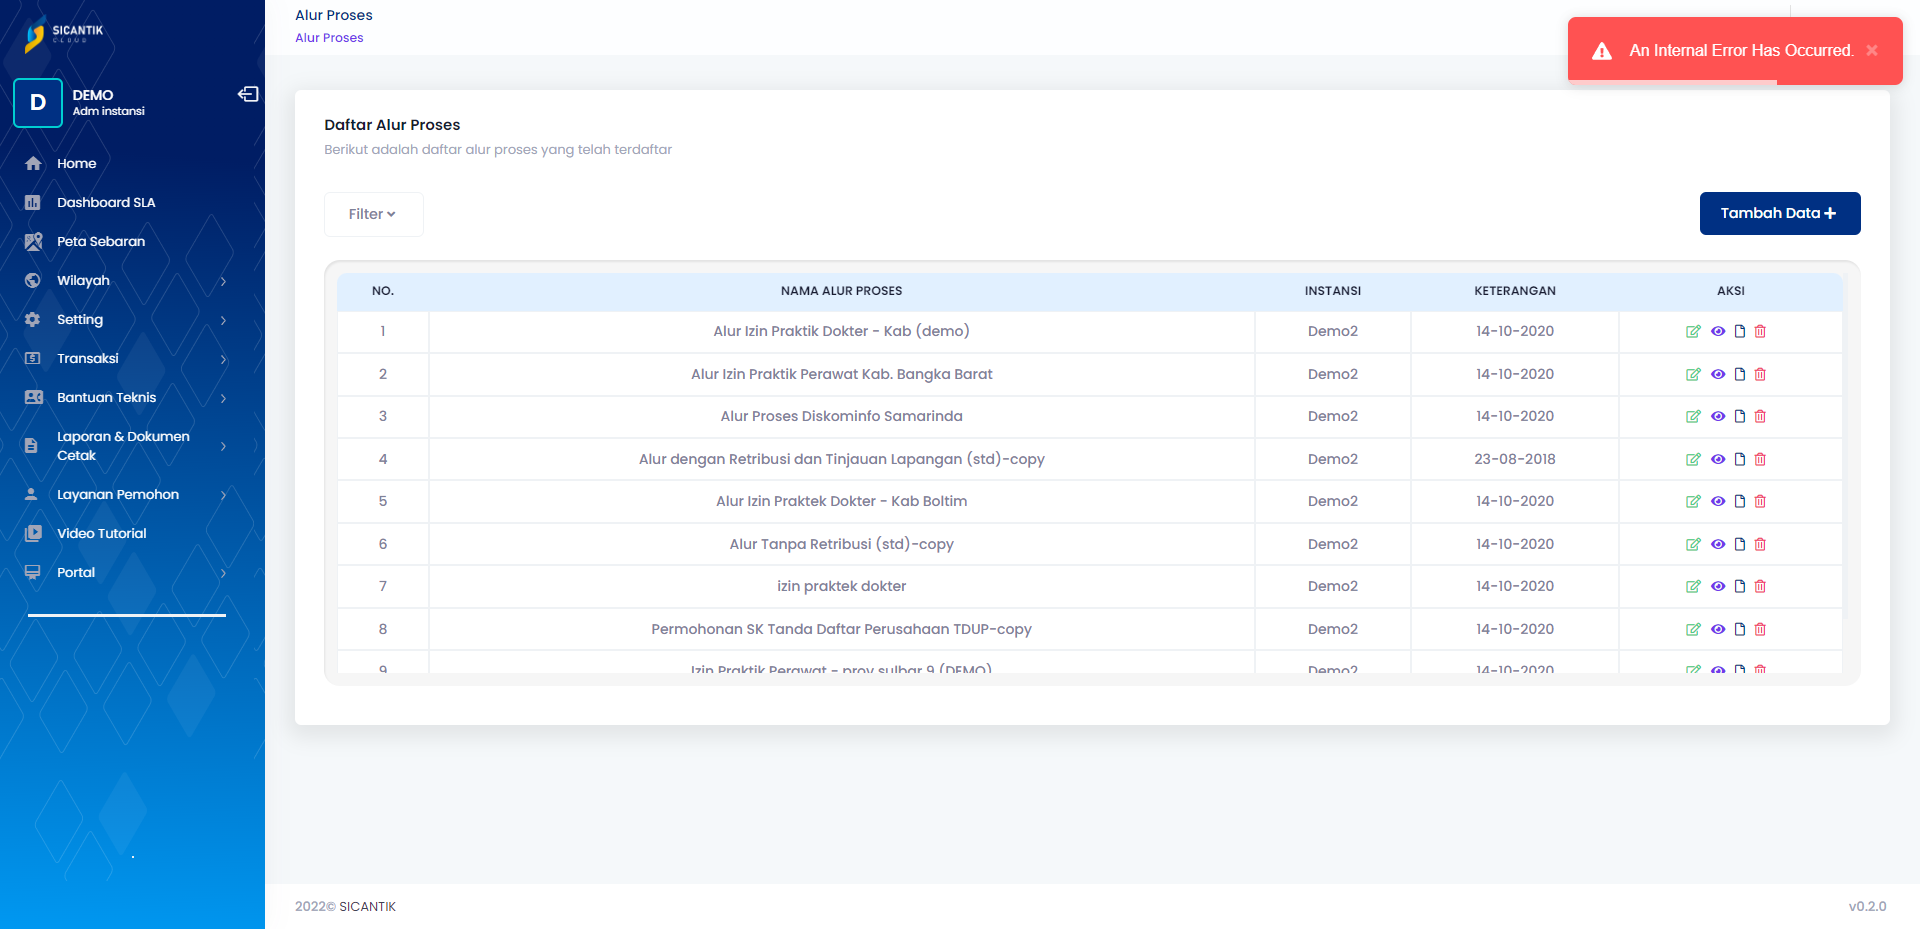 SICANTIK
CLOUD
D
DEMO
Adm instansi
Home
Dashboard SLA
Peta Sebaran
Wilayah
Setting
Transaksi
Bantuan Teknis
Laporan & Dokumen
Cetak
Layanan Pemohon
Video Tutorial
Portal
Alur Proses
Alur Proses
An Internal Error Has Occurred.
Daftar Alur Proses
Berikut adalah daftar alur proses yang telah terdaftar
Filter
Tambah Data
NO. NAMA ALUR PROSES INSTANSI KETERANGAN AKSI
1 Alur Izin Praktik Dokter - Kab (demo) Demo2 14-10-2020
2 Alur Izin Praktik Perawat Kab. Bangka Barat Demo2 14-10-2020
3 Alur Proses Diskominfo Samarinda Demo2 14-10-2020
4 Alur dengan Retribusi dan Tinjauan Lapangan (std)-copy Demo2 23-08-2018
5 Alur Izin Praktek Dokter - Kab Boltim Demo2 14-10-2020
6 Alur Tanpa Retribusi (std)-copy Demo2 14-10-2020
7 izin praktek dokter Demo2 14-10-2020
8 Permohonan SK Tanda Daftar Perusahaan TDUP-copy Demo2 14-10-2020
9 Izin Praktik Perawat - prov sulbar 9 (DEMO) Demo2 14-10-2020
2022© SICANTIK
v0.2.0